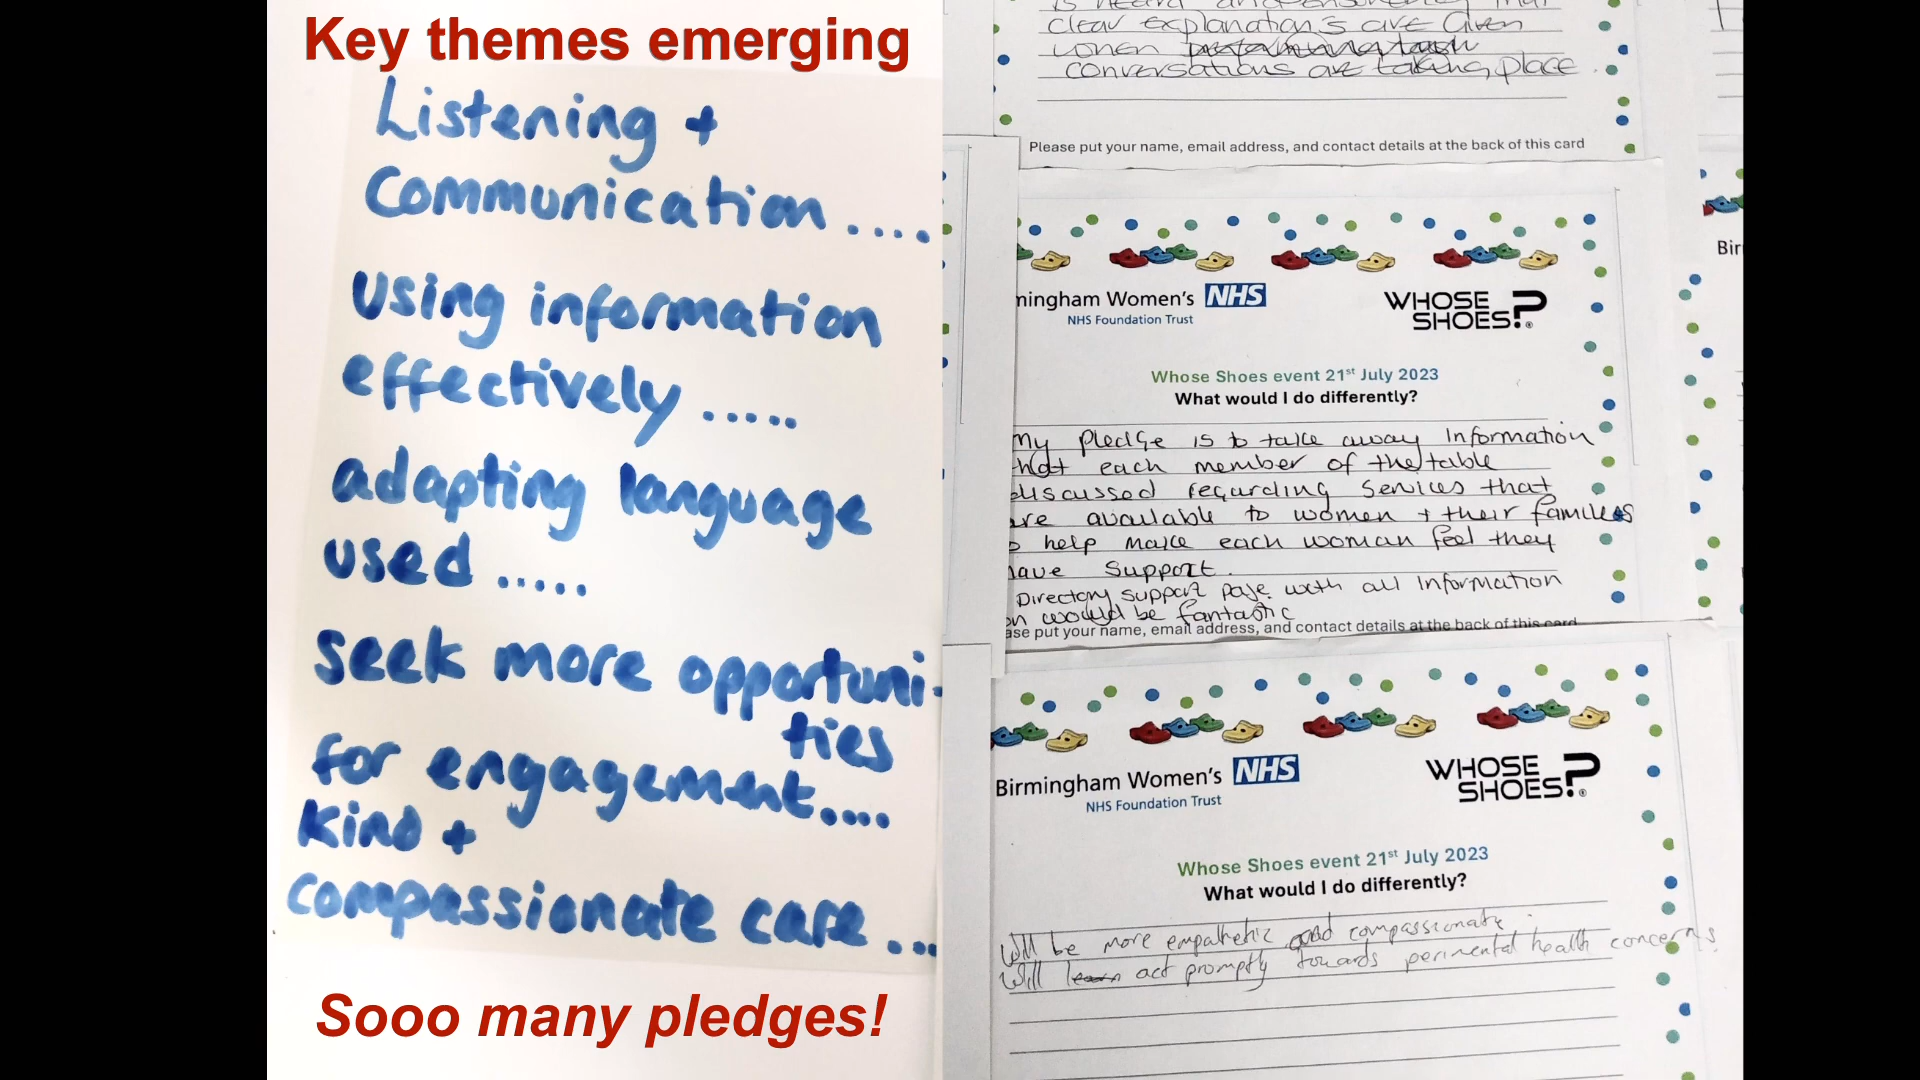 Key themes emerging
Listening +
Communication ....
using information
effectively .....
adapting language
used .....
seek more opportuni-
ties
for engagement....
Kind +
compassionate care ...
Sooo many pledges!
clear explanations are Given
when
conversations are taking place
Please put your name, email address, and contact details at the back of this card
mingham Women's NHS
NHS Foundation Trust
WHOSE
SHOES?®
Whose Shoes event 21st July 2023
What would I do differently?
My pledge is to take away Information
hat each member of the table
discussed regarding Services that
are available to women + their families
o help make each woman feel they
have Support.
Directory support page with all Information
on would be fantastic
ase put your name, email address, and contact details at the back of this card
Birmingham Women's NHS
NHS Foundation Trust
WHOSE
SHOES?®
Whose Shoes event 21st July 2023
What would I do differently?
Will be more empathetic and compassionate.
Will act promptly towards perimental health concerns.
Bir